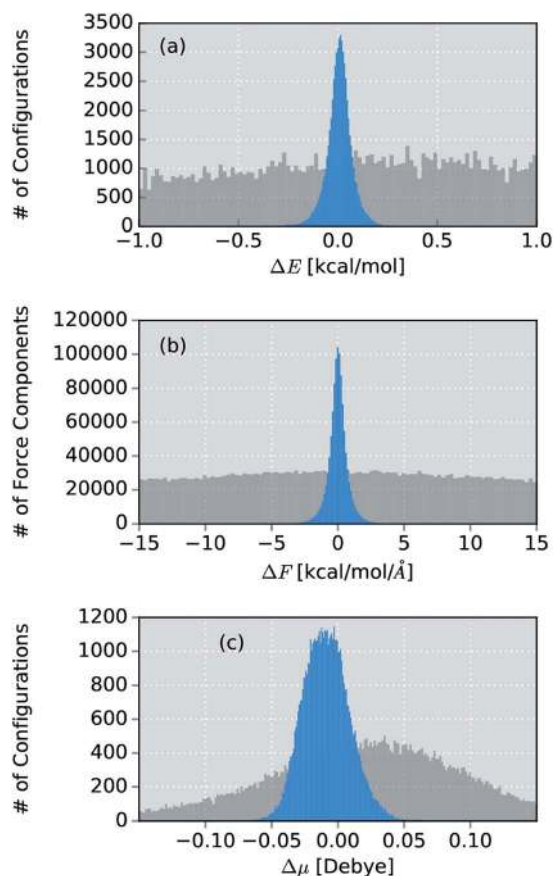 (a)
# of Configurations
3500
3000
2500
2000
1500
1000
500
0
−1.0 −0.5 0.0 0.5 1.0
ΔE [kcal/mol]
(b)
# of Force Components
120000
100000
80000
60000
40000
20000
0
−15 −10 −5 0 5 10 15
ΔF [kcal/mol/Å]
(c)
# of Configurations
1200
1000
800
600
400
200
0
−0.10 −0.05 0.00 0.05 0.10
Δμ [Debye]